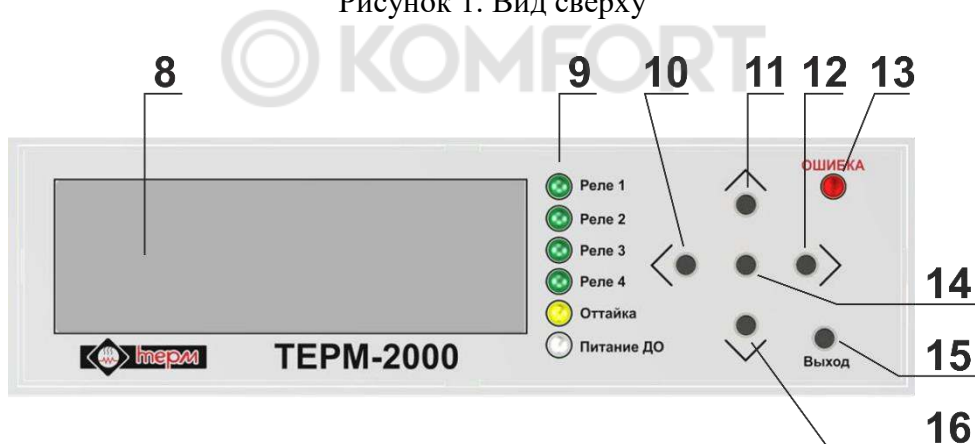 Рисунок 1. Вид сверху
KOMFORT
8
9
10
11
12
13
ОШИБКА
Реле 1
Реле 2
Реле 3
Реле 4
Оттайка
Питание ДО
14
Выход
15
терм
ТЕРМ-2000
16